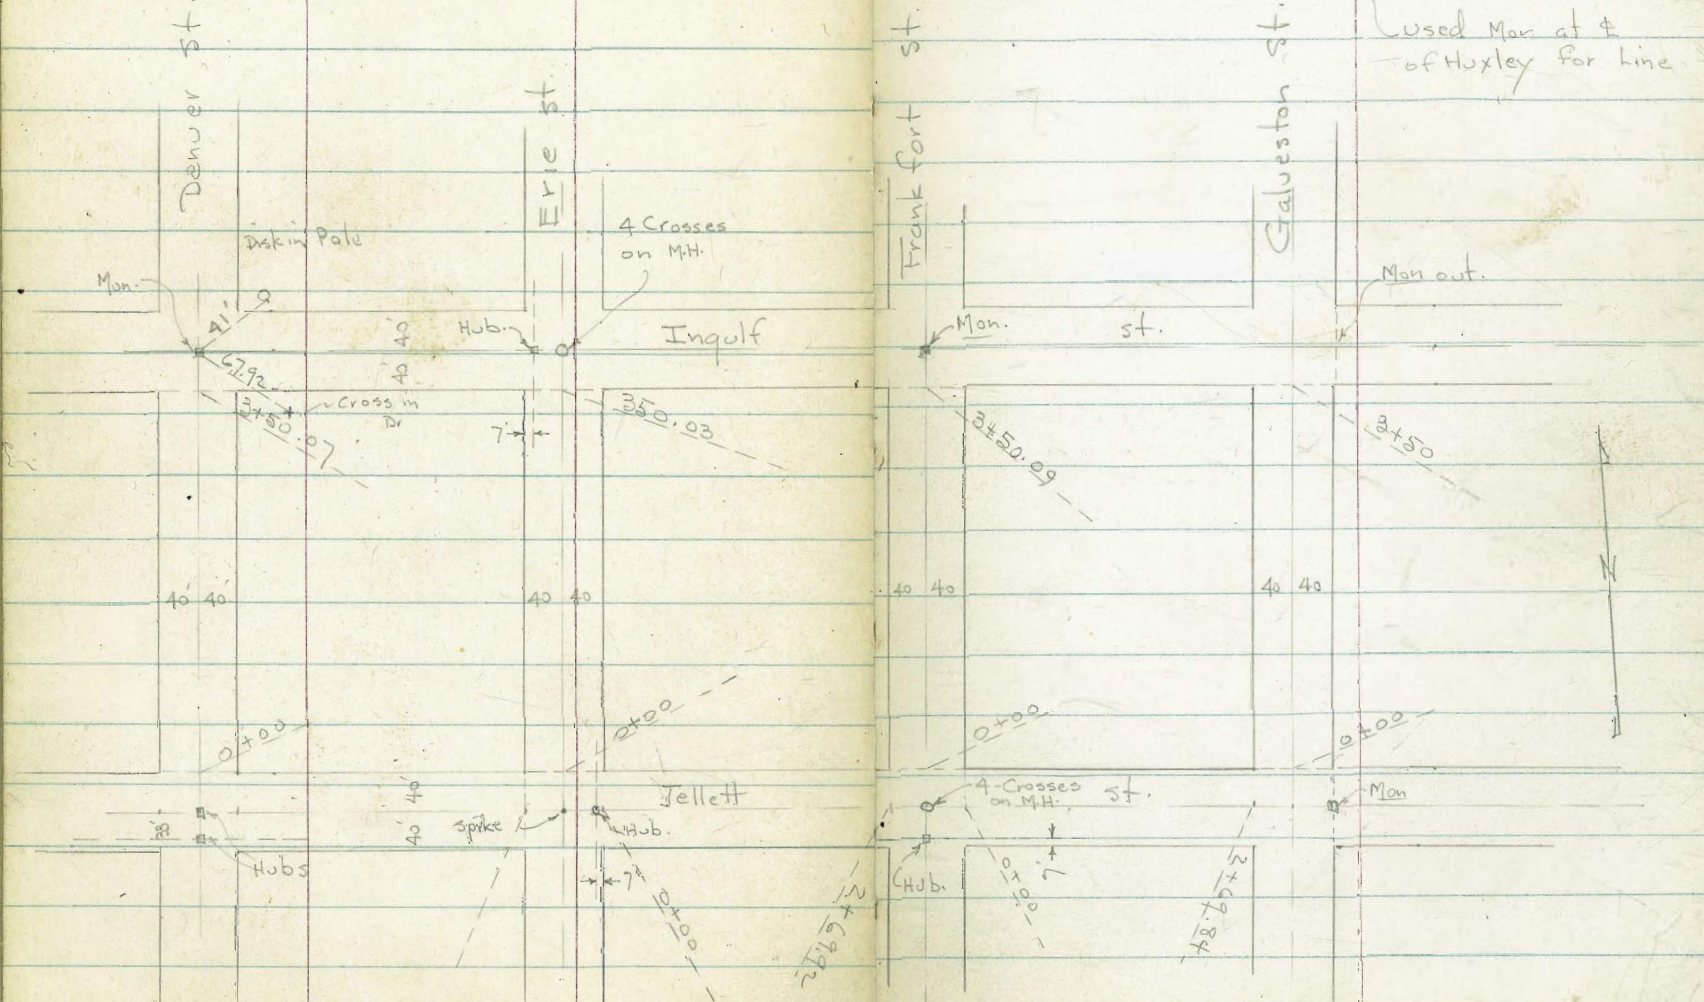 Denver St.
Erie St.
Frank fort St.
Galveston St.
used Mon at ℄
of Huxley for Line
Disk in Pole
4 Crosses
on M.H.
Mon.
41'
Mon out.
Hub.
40'
40'
Ingulf St.
Mon.
67.92
Cross in
Dr
3+50.07
7'
350.03
3+50.09
3+50
40' 40'
40 40
40 40
40 40
N
0+00
0+00
0+00
0+00
40'
40'
Jellett St.
4-Crosses
on M.H.
Mon
Spike
Hub.
38'
Hubs
7'
Hub.
7'
0+00
2+69.92
0+00
2+69.84